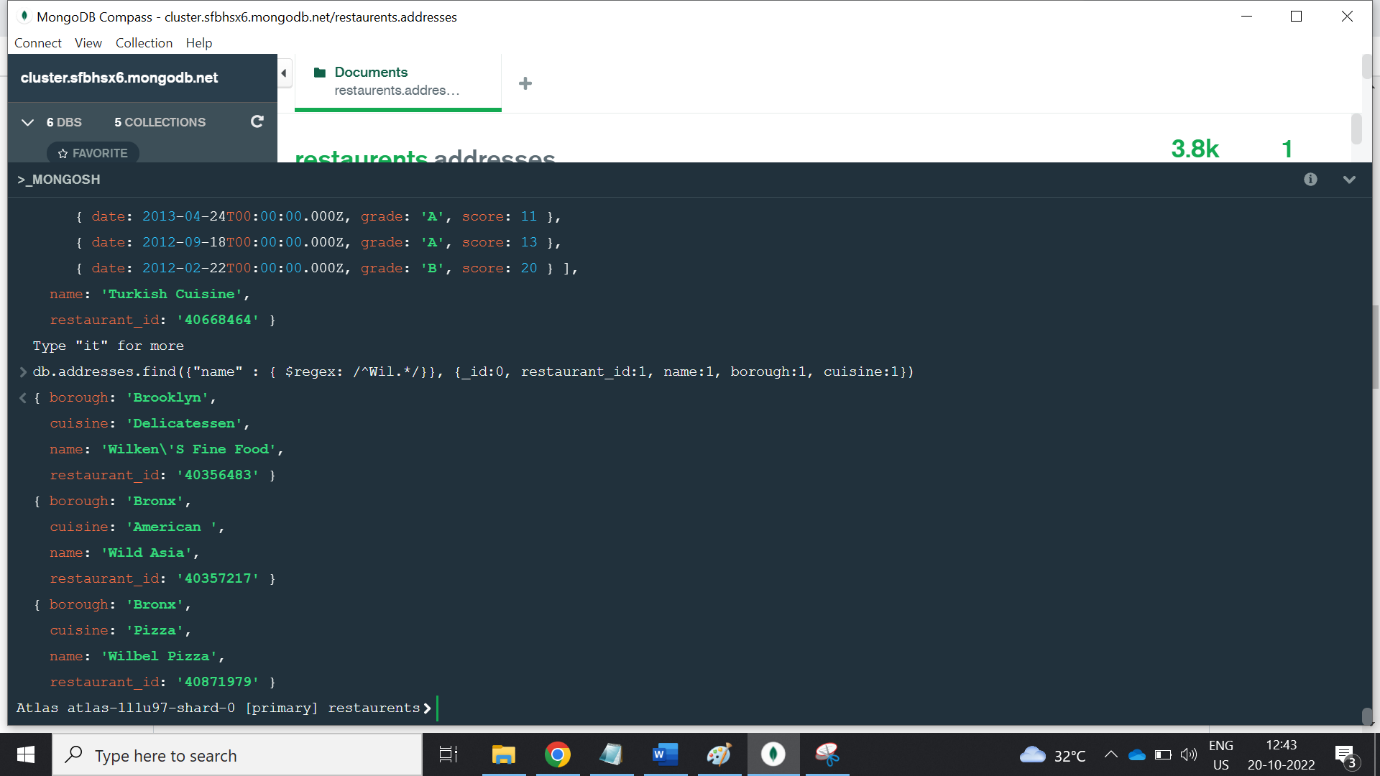 MongoDB Compass - cluster.sfbhsx6.mongodb.net/restaurents.addresses
Connect View Collection Help
cluster.sfbhsx6.mongodb.net
Documents
restaurents.addres...
6 DBS 5 COLLECTIONS
FAVORITE
restaurents.addresses
3.8k 1
>_MONGOSH
{ date: 2013-04-24T00:00:00.000Z, grade: 'A', score: 11 },
{ date: 2012-09-18T00:00:00.000Z, grade: 'A', score: 13 },
{ date: 2012-02-22T00:00:00.000Z, grade: 'B', score: 20 } ],
name: 'Turkish Cuisine',
restaurant_id: '40668464' }
Type "it" for more
> db.addresses.find({"name" : { $regex: /^Wil.*/}}, {_id:0, restaurant_id:1, name:1, borough:1, cuisine:1})
< { borough: 'Brooklyn',
cuisine: 'Delicatessen',
name: 'Wilken\'S Fine Food',
restaurant_id: '40356483' }
{ borough: 'Bronx',
cuisine: 'American ',
name: 'Wild Asia',
restaurant_id: '40357217' }
{ borough: 'Bronx',
cuisine: 'Pizza',
name: 'Wilbel Pizza',
restaurant_id: '40871979' }
Atlas atlas-lllu97-shard-0 [primary] restaurents>
Type here to search
32°C
ENG
US
12:43
20-10-2022
3